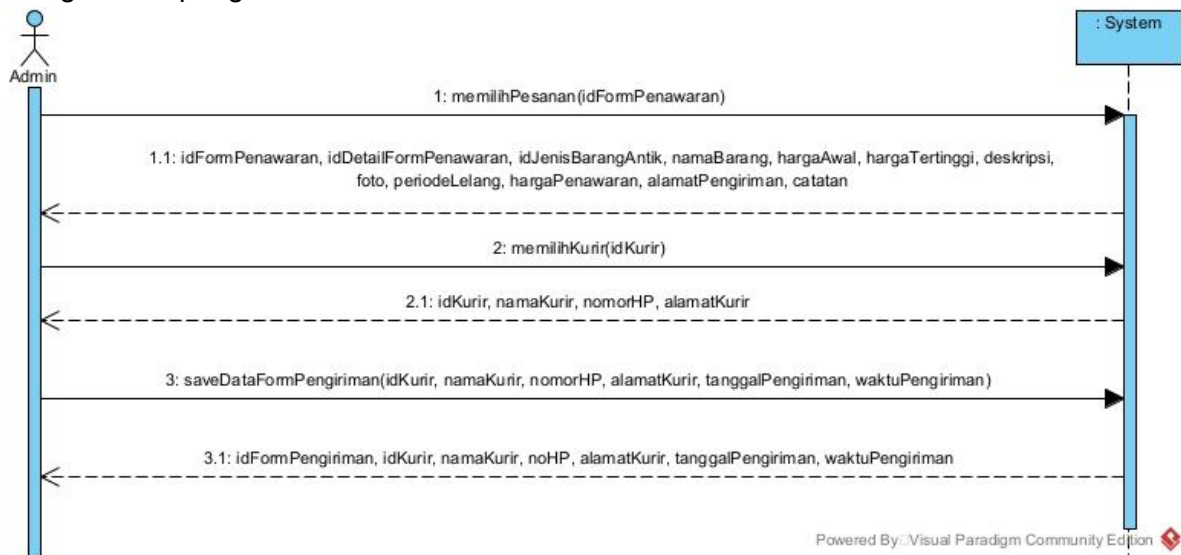 : System
Admin
1: memilihPesanan(idFormPenawaran)
1.1: idFormPenawaran, idDetailFormPenawaran, idJenisBarangAntik, namaBarang, hargaAwal, hargaTertinggi, deskripsi,
foto, periodeLelang, hargaPenawaran, alamatPengiriman, catatan
2: memilihKurir(idKurir)
2.1: idKurir, namaKurir, nomorHP, alamatKurir
3: saveDataFormPengiriman(idKurir, namaKurir, nomorHP, alamatKurir, tanggalPengiriman, waktuPengiriman)
3.1: idFormPengiriman, idKurir, namaKurir, noHP, alamatKurir, tanggalPengiriman, waktuPengiriman
Powered By Visual Paradigm Community Edition